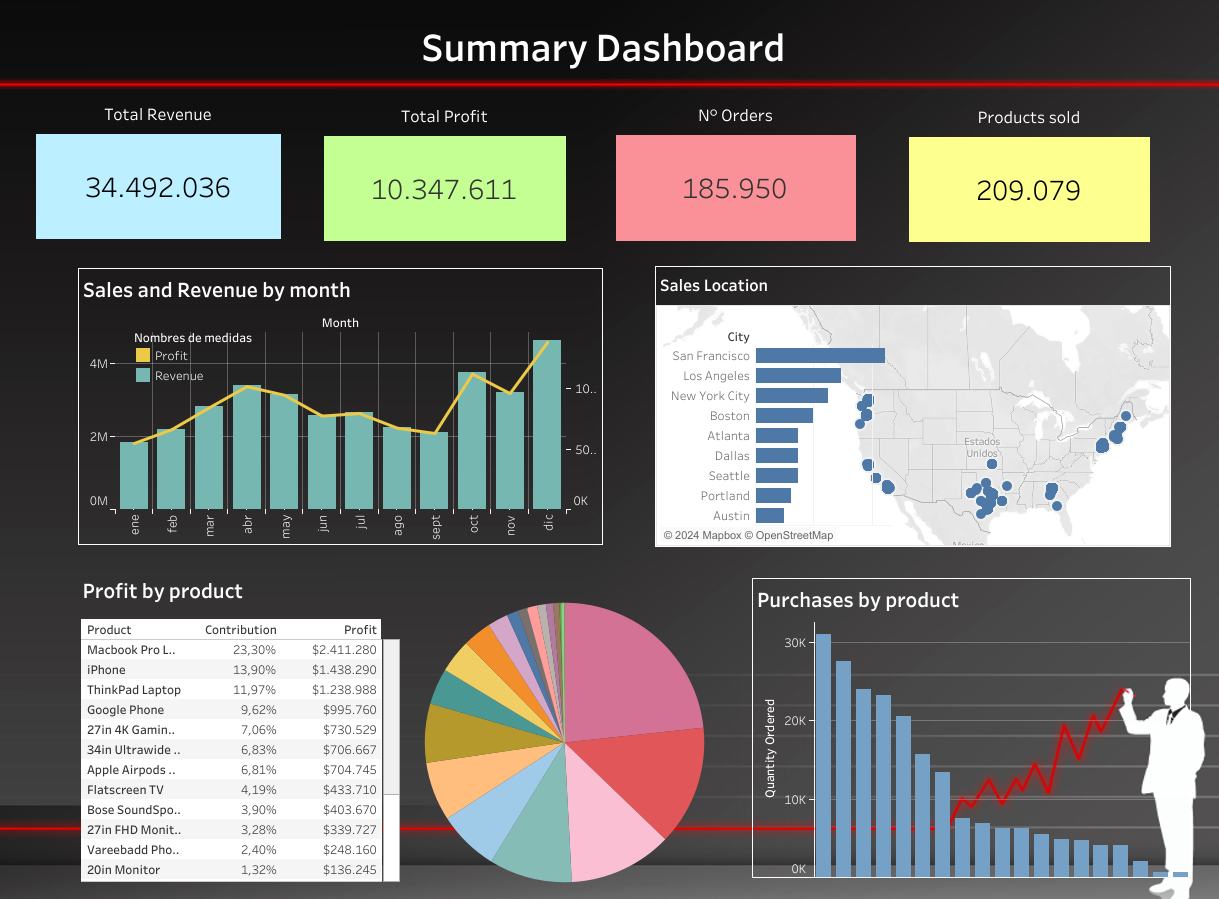 Summary Dashboard
Total Revenue
Total Profit
Nº Orders
Products sold
34.492.036
10.347.611
185.950
209.079
Sales and Revenue by month
Month
Nombres de medidas
Profit
Revenue
4M
2M
0M
10..
50..
0K
ene
feb
mar
abr
may
jun
jul
ago
sept
oct
nov
dic
Sales Location
City
San Francisco
Los Angeles
New York City
Boston
Atlanta
Dallas
Seattle
Portland
Austin
Estados
Unidos
© 2024 Mapbox © OpenStreetMap
Profit by product
Product Contribution Profit
Macbook Pro L.. 23,30% $2.411.280
iPhone 13,90% $1.438.290
ThinkPad Laptop 11,97% $1.238.988
Google Phone 9,62% $995.760
27in 4K Gamin.. 7,06% $730.529
34in Ultrawide .. 6,83% $706.667
Apple Airpods .. 6,81% $704.745
Flatscreen TV 4,19% $433.710
Bose SoundSpo.. 3,90% $403.670
27in FHD Monit.. 3,28% $339.727
Vareebadd Pho.. 2,40% $248.160
20in Monitor 1,32% $136.245
Purchases by product
Quantity Ordered
30K
20K
10K
0K